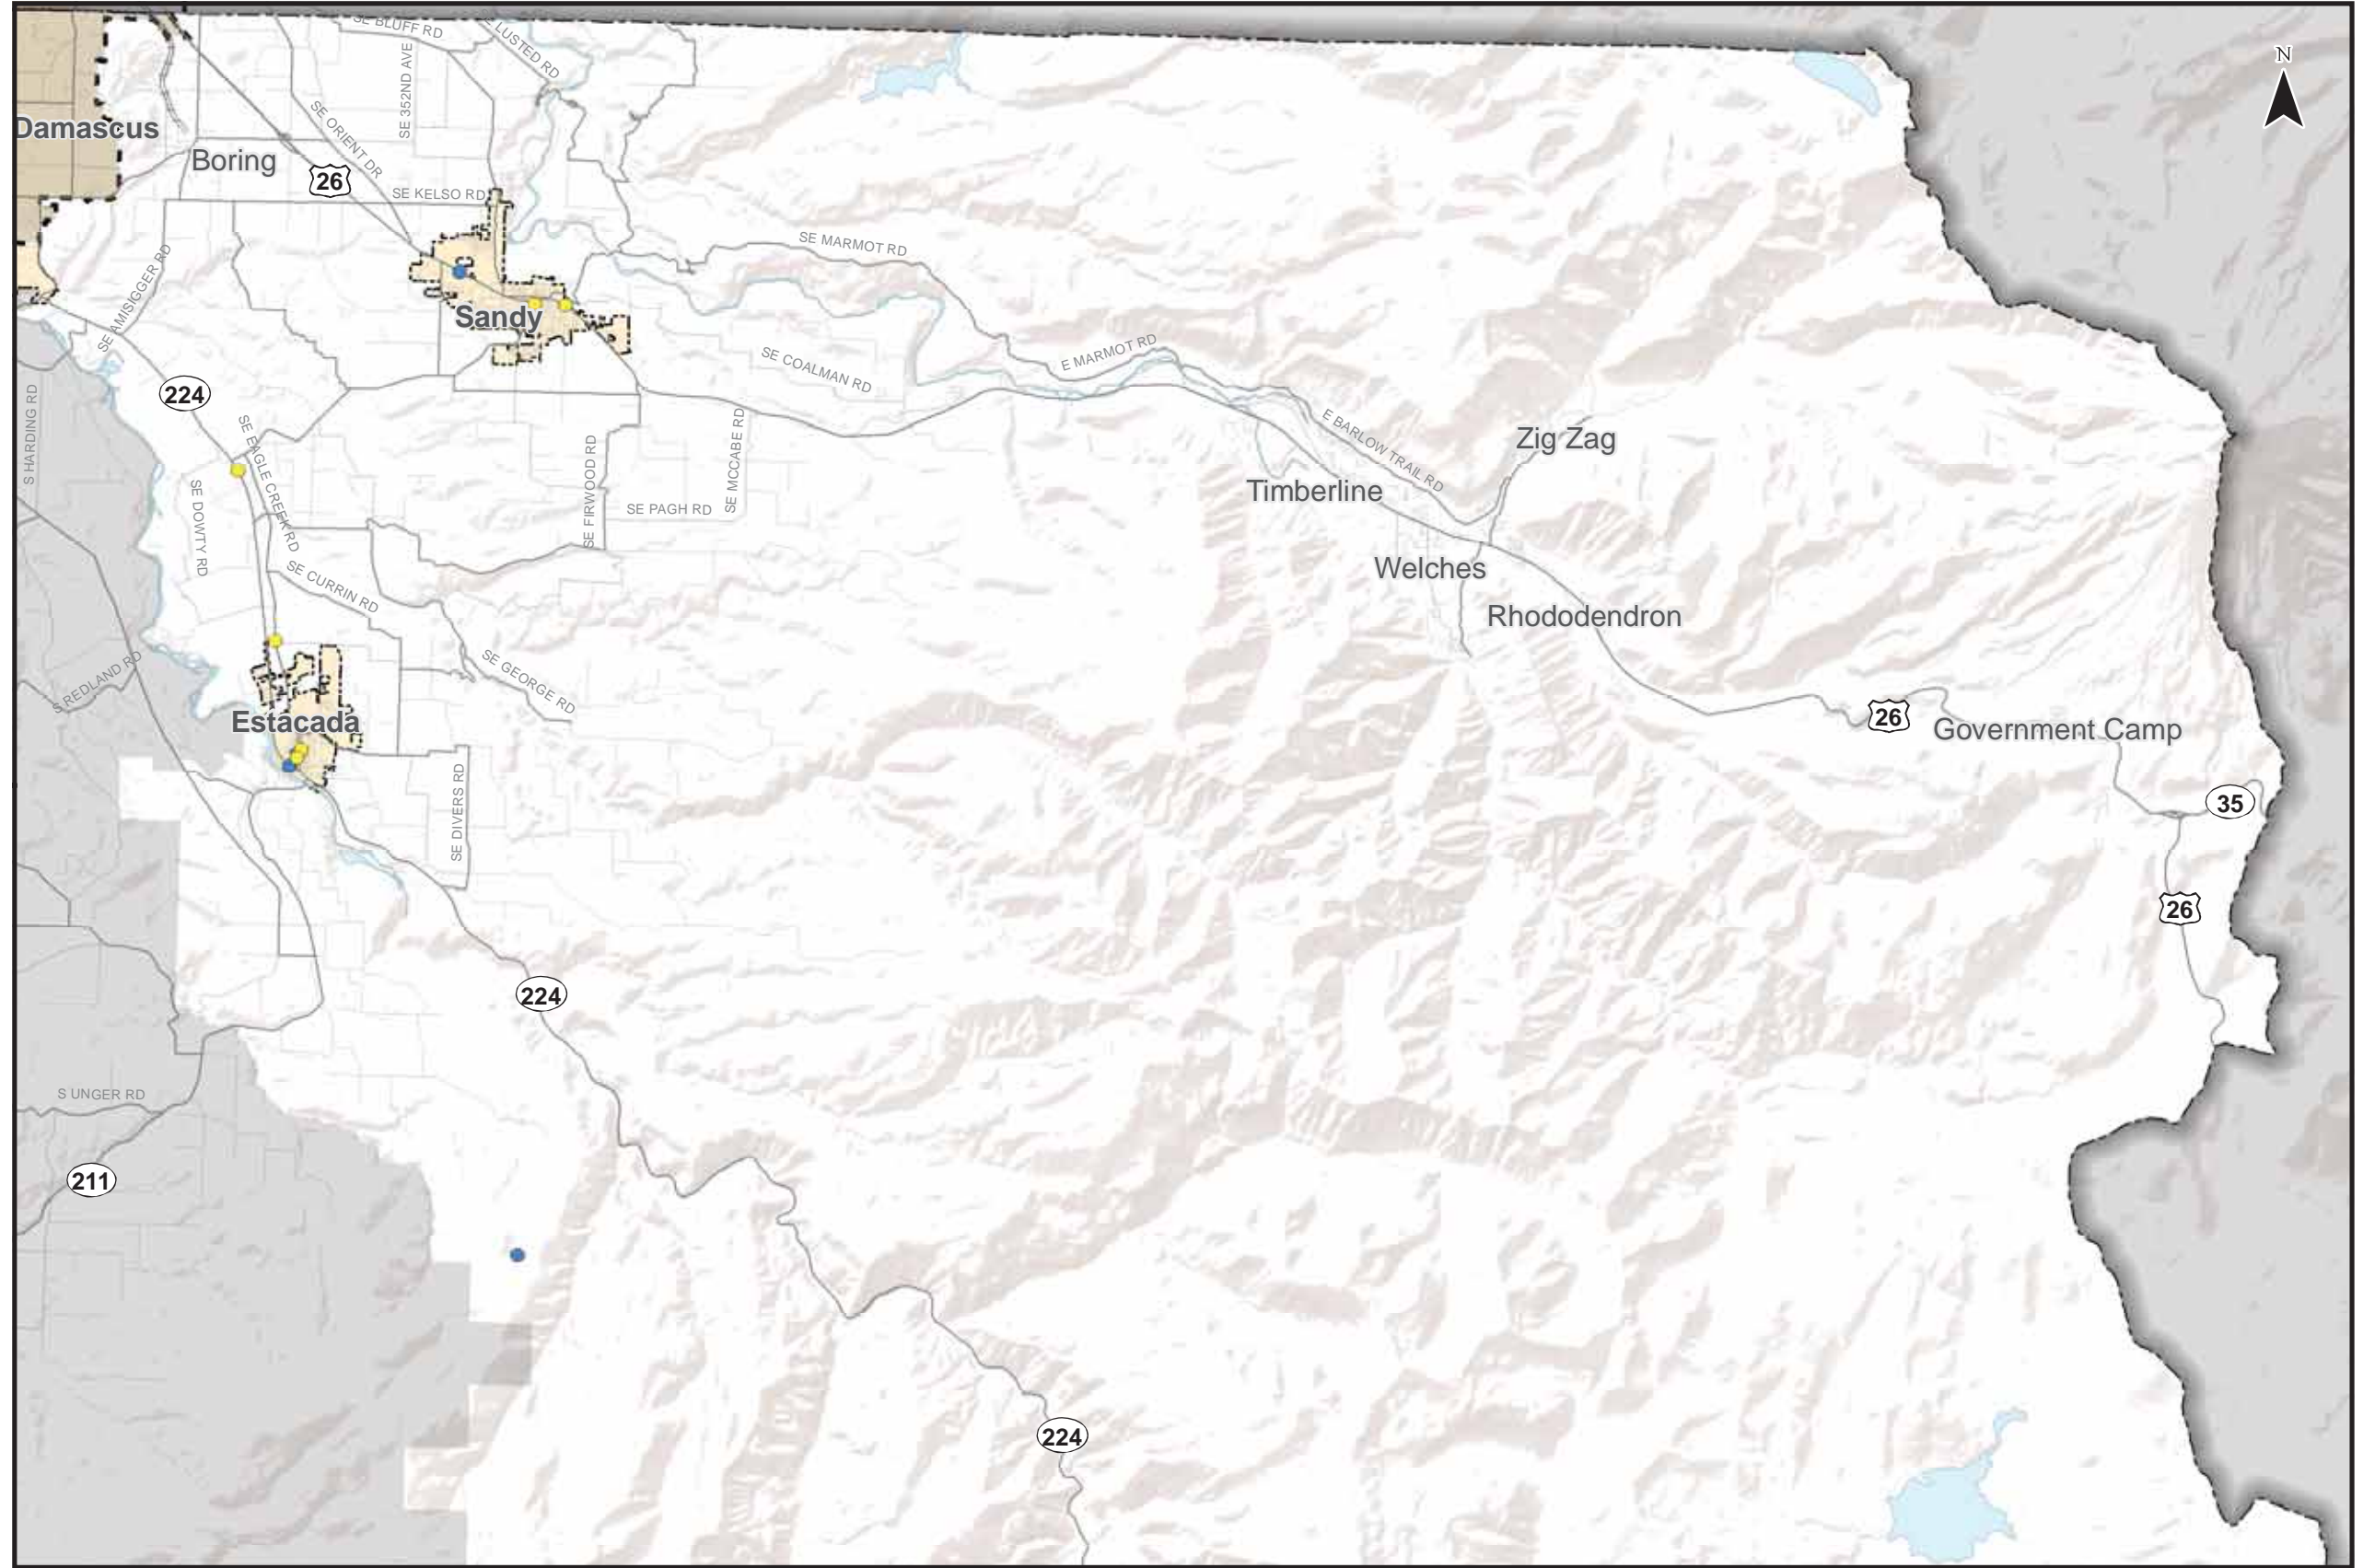 SE BLUFF RD
LUSTED RD
SE 352ND AVE
N
Damascus
SE ORIENT DR
Boring
26
SE KELSO RD
SE MARMOT RD
SE AMISIGGER RD
Sandy
E MARMOT RD
SE COALMAN RD
224
S HARDING RD
SE EAGLE CREEK RD
E BARLOW TRAIL RD
Zig Zag
SE FIRWOOD RD
SE MCCABE RD
Timberline
SE DOWTY RD
SE PAGH RD
Welches
SE CURRIN RD
Rhododendron
S REDLAND RD
SE GEORGE RD
Estacada
26
Government Camp
35
SE DIVERS RD
26
224
S UNGER RD
211
224